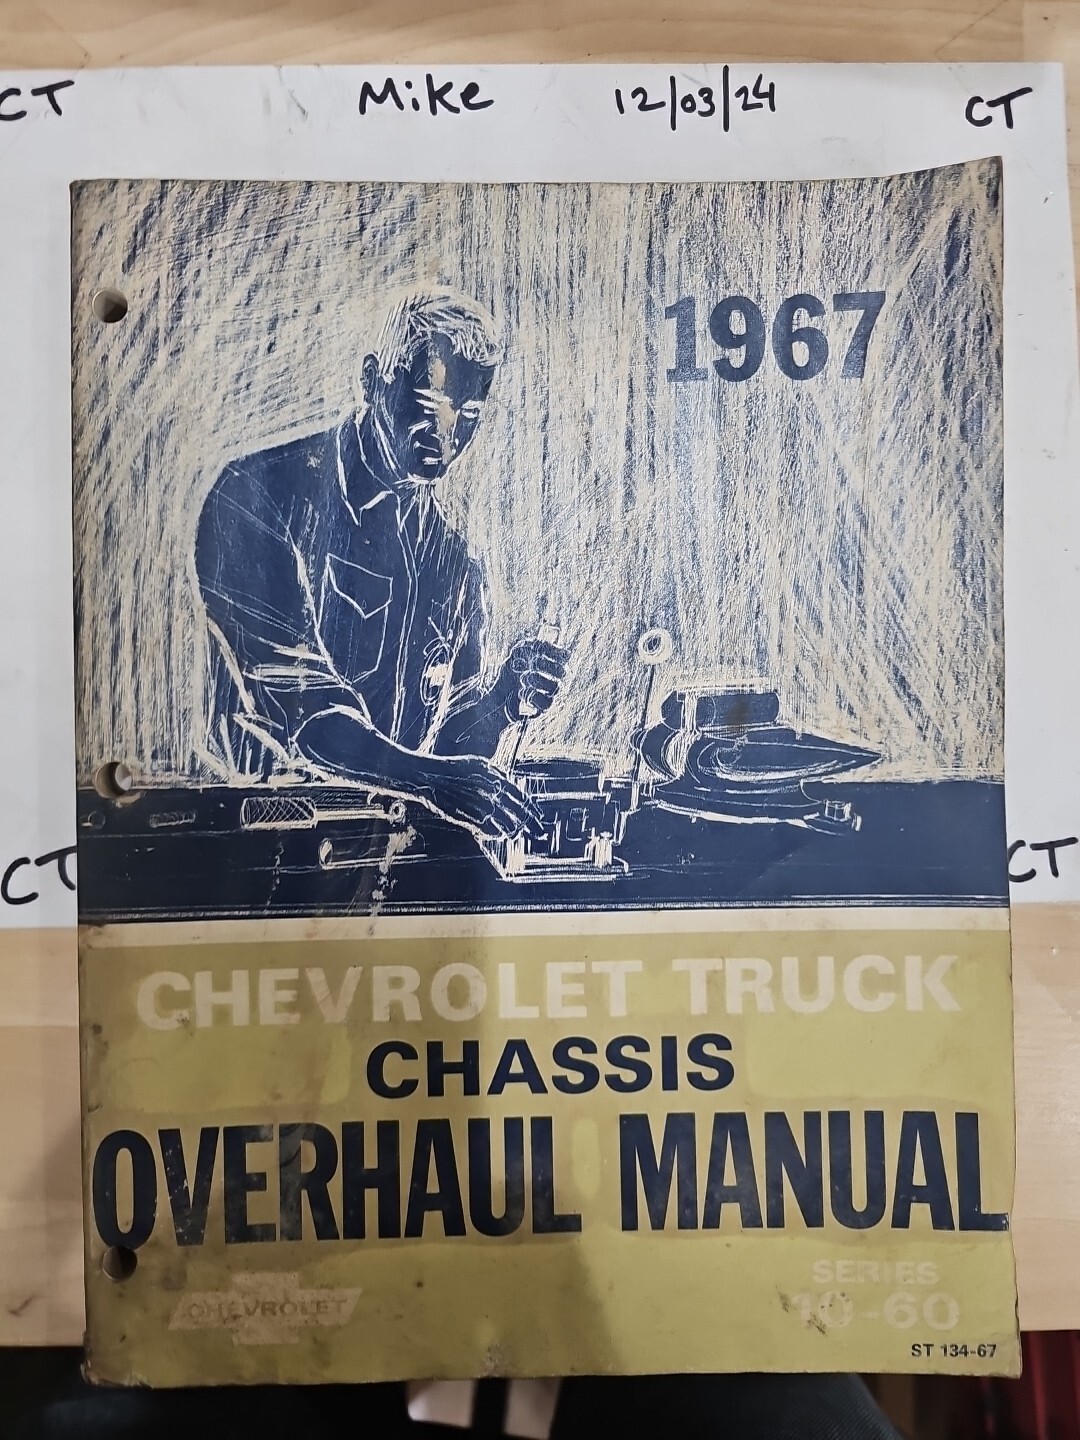 CT Mike 12/03/24 CT
1967
CT CT
CHEVROLET TRUCK
CHASSIS
OVERHAUL MANUAL
SERIES
10-60
CHEVROLET
ST 134-67